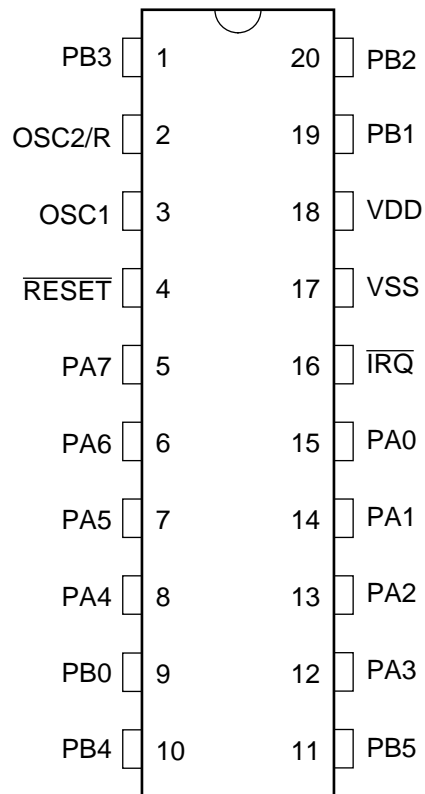 PB3 1 20 PB2
OSC2/R 2 19 PB1
OSC1 3 18 VDD
R̅E̅S̅E̅T̅ 4 17 VSS
PA7 5 16 I̅R̅Q̅
PA6 6 15 PA0
PA5 7 14 PA1
PA4 8 13 PA2
PB0 9 12 PA3
PB4 10 11 PB5